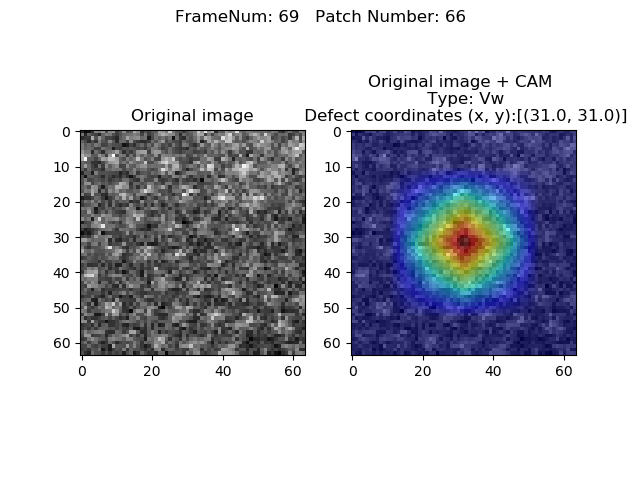 FrameNum: 69   Patch Number: 66
Original image
Original image + CAM
Type: Vw
Defect coordinates (x, y):[(31.0, 31.0)]
0
10
20
30
40
50
60
0 20 40 60
0
10
20
30
40
50
60
0 20 40 60